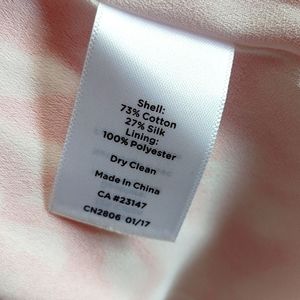 Shell:
73% Cotton
27% Silk
Lining:
100% Polyester
Dry Clean
Made In China
CA #23147
CN2806 01/17